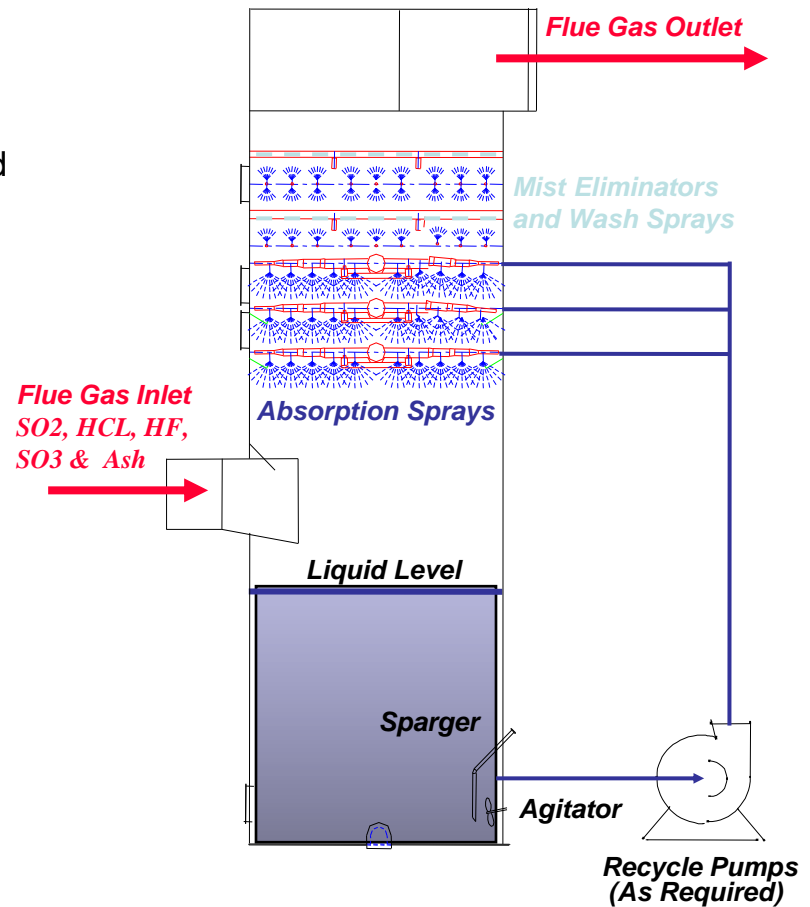 Flue Gas Outlet
d
Mist Eliminators
and Wash Sprays
Flue Gas Inlet
SO2, HCL, HF,
SO3 & Ash
Absorption Sprays
Liquid Level
Sparger
Agitator
Recycle Pumps
(As Required)